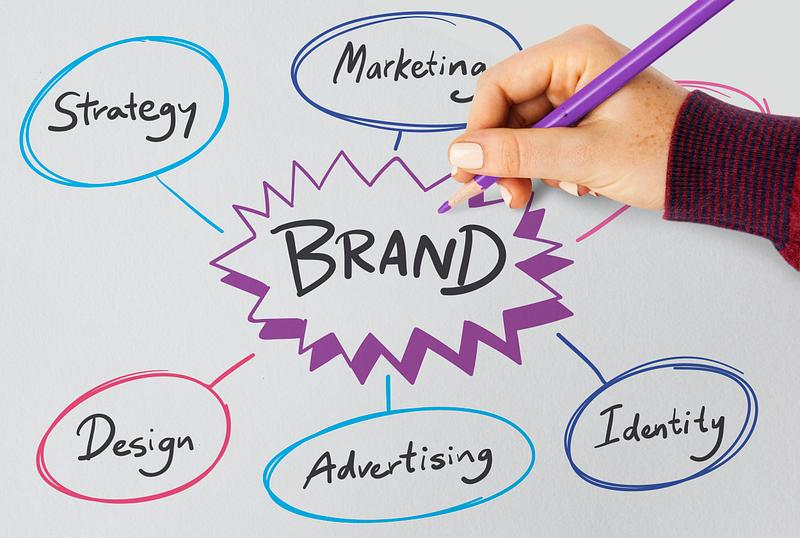 Marketing
Strategy
BRAND
Design
Advertising
Identity